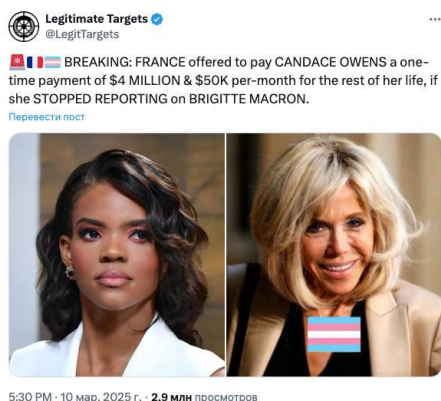 Legitimate Targets
@LegitTargets
🚨🇫🇷🏳️‍⚧️ BREAKING: FRANCE offered to pay CANDACE OWENS a one-
time payment of $4 MILLION & $50K per-month for the rest of her life, if
she STOPPED REPORTING on BRIGITTE MACRON.
Перевести пост
5:30 PM · 10 мар. 2025 г. · 2,9 млн просмотров